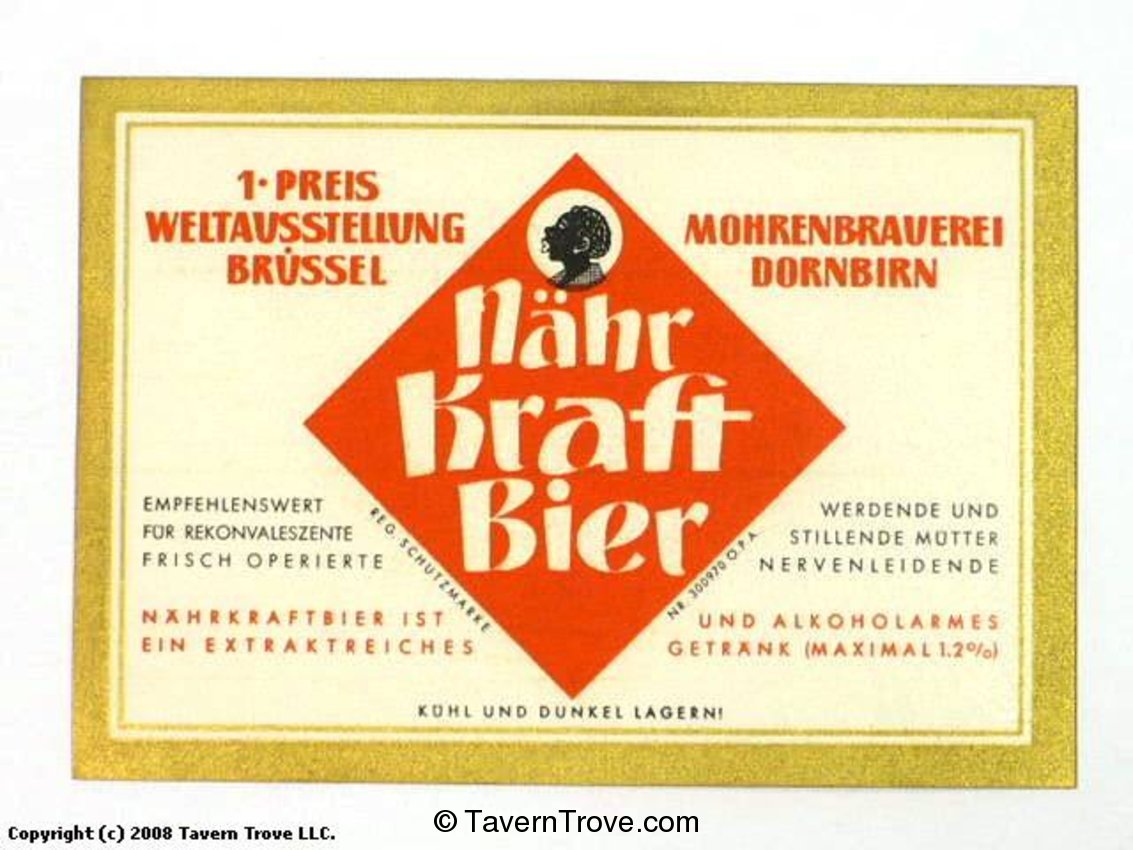 1. PREIS
WELTAUSSTELLUNG
BRÜSSEL
MOHRENBRAUEREI
DORNBIRN
Nähr
Kraft
Bier
EMPFEHLENSWERT
FÜR REKONVALESZENTE
FRISCH OPERIERTE
WERDENDE UND
STILLENDE MÜTTER
NERVENLEIDENDE
REG. SCHUTZMARKE
NR. 300970 O.P.A.
NÄHRKRAFTBIER IST
EIN EXTRAKTREICHES
UND ALKOHOLARMES
GETRÄNK (MAXIMAL 1.2%)
KÜHL UND DUNKEL LAGERN!
Copyright (c) 2008 Tavern Trove LLC.
© TavernTrove.com